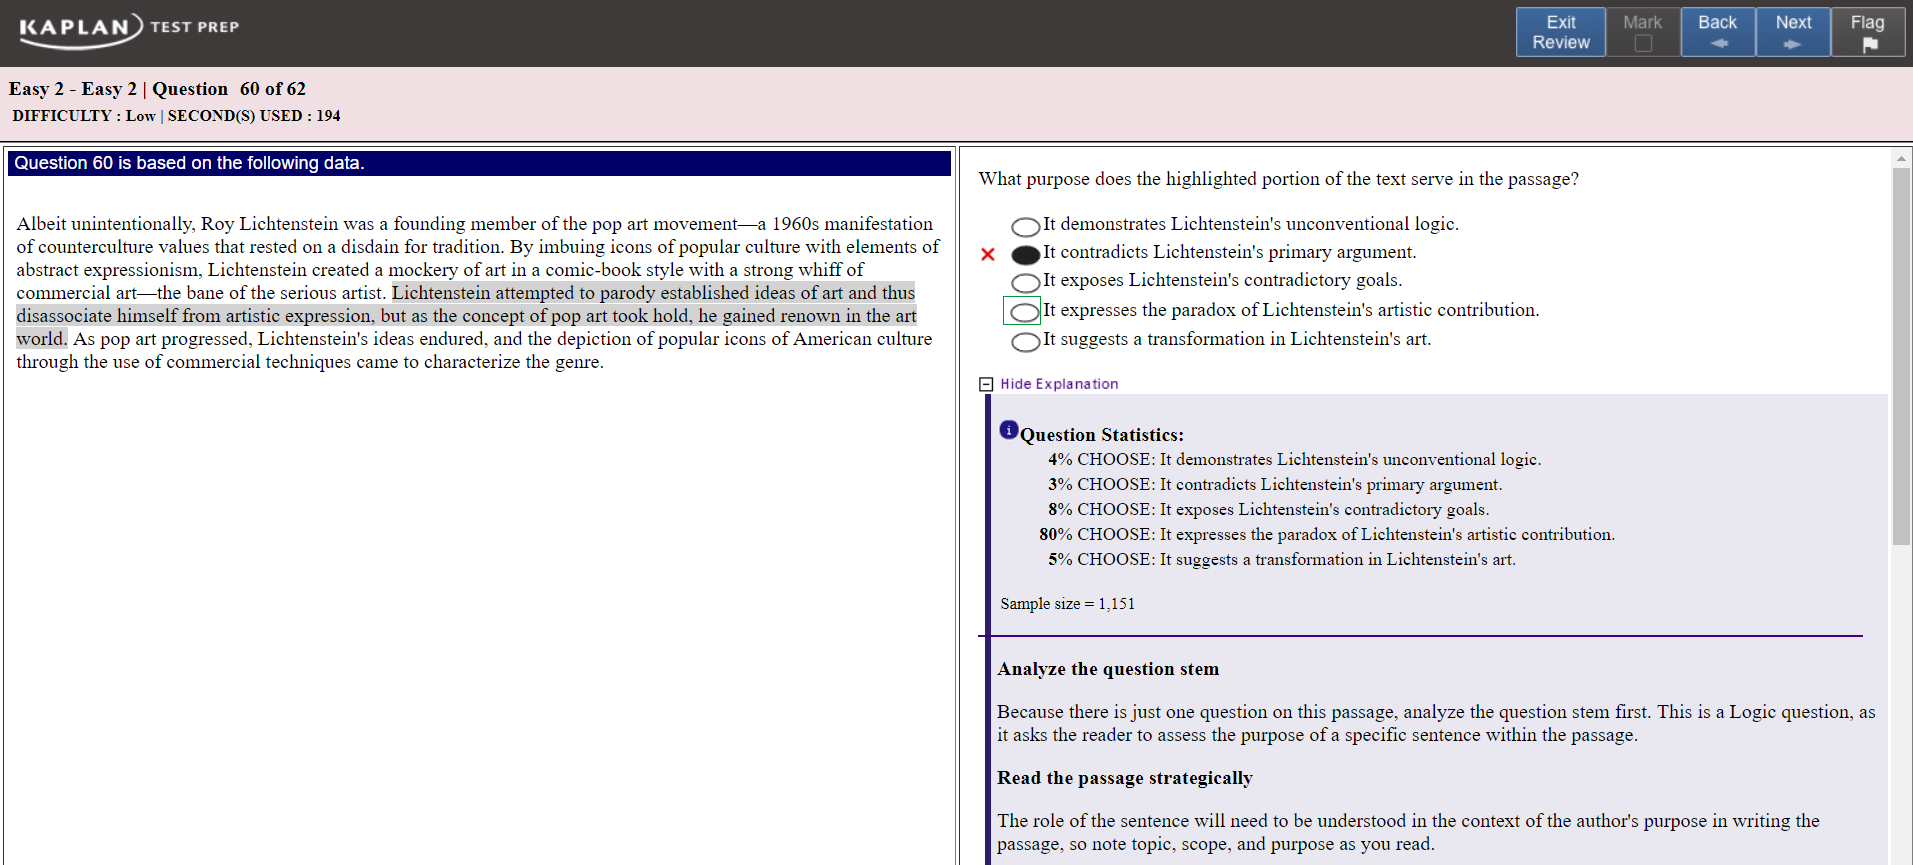 KAPLAN TEST PREP
Exit Review
Mark
Back
Next
Flag
Easy 2 - Easy 2 | Question 60 of 62
DIFFICULTY : Low | SECOND(S) USED : 194
Question 60 is based on the following data.
Albeit unintentionally, Roy Lichtenstein was a founding member of the pop art movement—a 1960s manifestation
of counterculture values that rested on a disdain for tradition. By imbuing icons of popular culture with elements of
abstract expressionism, Lichtenstein created a mockery of art in a comic-book style with a strong whiff of
commercial art—the bane of the serious artist. Lichtenstein attempted to parody established ideas of art and thus
disassociate himself from artistic expression, but as the concept of pop art took hold, he gained renown in the art
world. As pop art progressed, Lichtenstein's ideas endured, and the depiction of popular icons of American culture
through the use of commercial techniques came to characterize the genre.
What purpose does the highlighted portion of the text serve in the passage?
It demonstrates Lichtenstein's unconventional logic.
It contradicts Lichtenstein's primary argument.
It exposes Lichtenstein's contradictory goals.
It expresses the paradox of Lichtenstein's artistic contribution.
It suggests a transformation in Lichtenstein's art.
Hide Explanation
i Question Statistics:
4% CHOOSE: It demonstrates Lichtenstein's unconventional logic.
3% CHOOSE: It contradicts Lichtenstein's primary argument.
8% CHOOSE: It exposes Lichtenstein's contradictory goals.
80% CHOOSE: It expresses the paradox of Lichtenstein's artistic contribution.
5% CHOOSE: It suggests a transformation in Lichtenstein's art.
Sample size = 1,151
Analyze the question stem
Because there is just one question on this passage, analyze the question stem first. This is a Logic question, as
it asks the reader to assess the purpose of a specific sentence within the passage.
Read the passage strategically
The role of the sentence will need to be understood in the context of the author's purpose in writing the
passage, so note topic, scope, and purpose as you read.